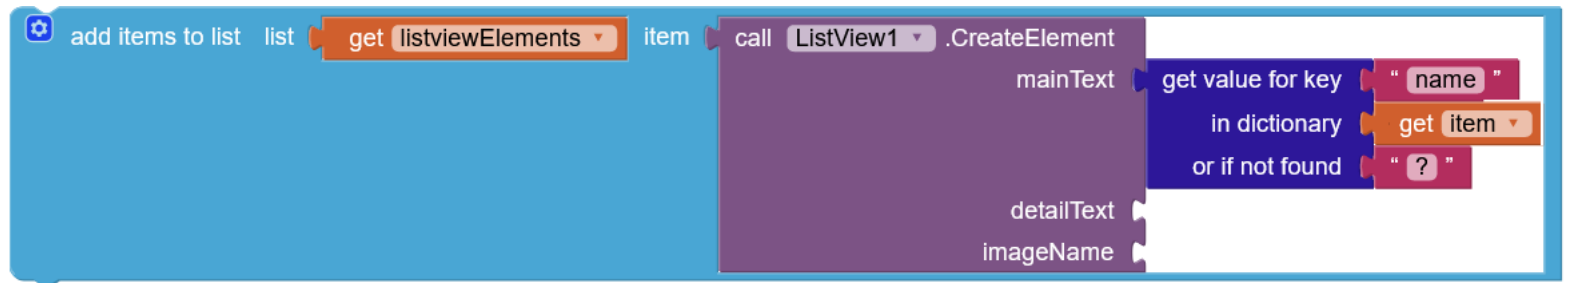 add items to list list get listviewElements item call ListView1 .CreateElement
mainText get value for key “ name ”
in dictionary get item
or if not found “ ? ”
detailText
imageName